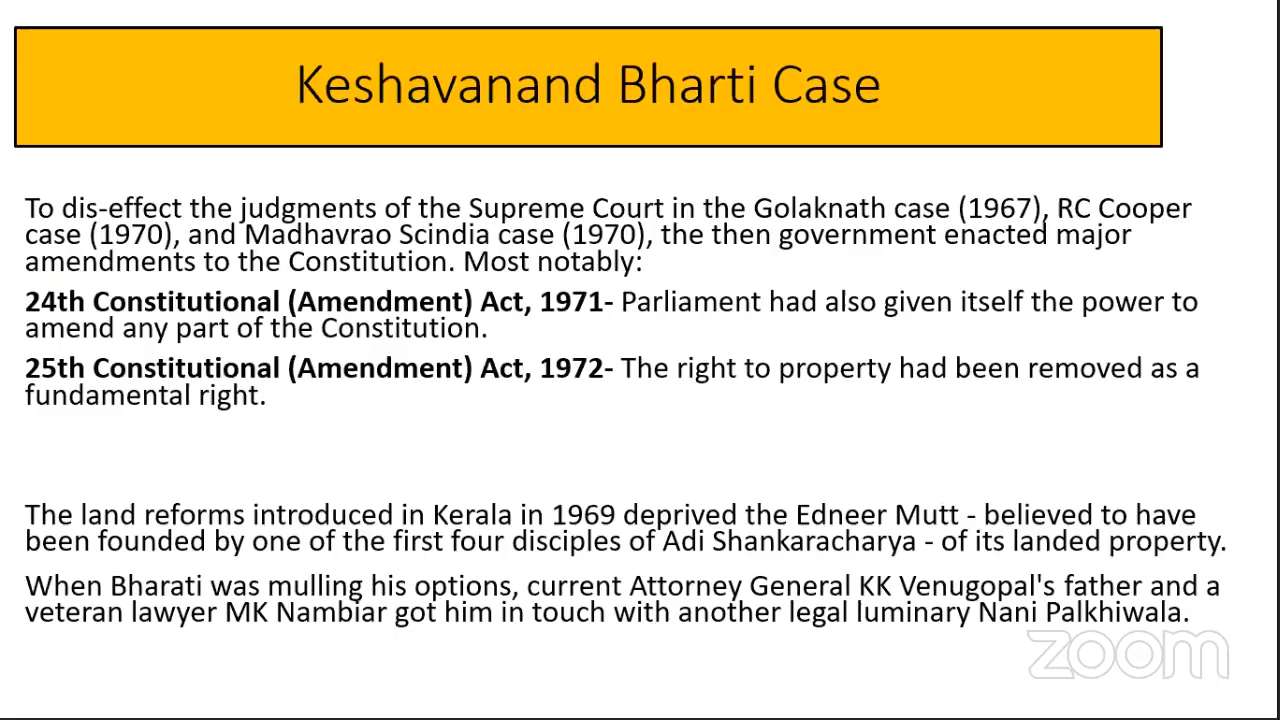 Keshavanand Bharti Case
To dis-effect the judgments of the Supreme Court in the Golaknath case (1967), RC Cooper
case (1970), and Madhavrao Scindia case (1970), the then government enacted major
amendments to the Constitution. Most notably:
24th Constitutional (Amendment) Act, 1971- Parliament had also given itself the power to
amend any part of the Constitution.
25th Constitutional (Amendment) Act, 1972- The right to property had been removed as a
fundamental right.
The land reforms introduced in Kerala in 1969 deprived the Edneer Mutt - believed to have
been founded by one of the first four disciples of Adi Shankaracharya - of its landed property.
When Bharati was mulling his options, current Attorney General KK Venugopal's father and a
veteran lawyer MK Nambiar got him in touch with another legal luminary Nani Palkhiwala.
zoom